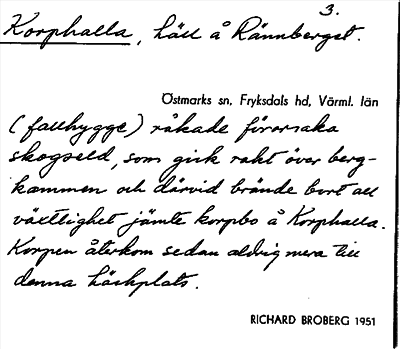 3.
Korphalla, häll å Rännberget.
Östmarks sn, Fryksdals hd, Värml. län
(fallhygge) råkade förorsaka
skogseld, som gick rakt över berg-
kammen och därvid brände bort all
växtlighet jämte korpbo å Korphalla.
Korpen återkom sedan aldrig mera till
denna häckplats.
RICHARD BROBERG 1951